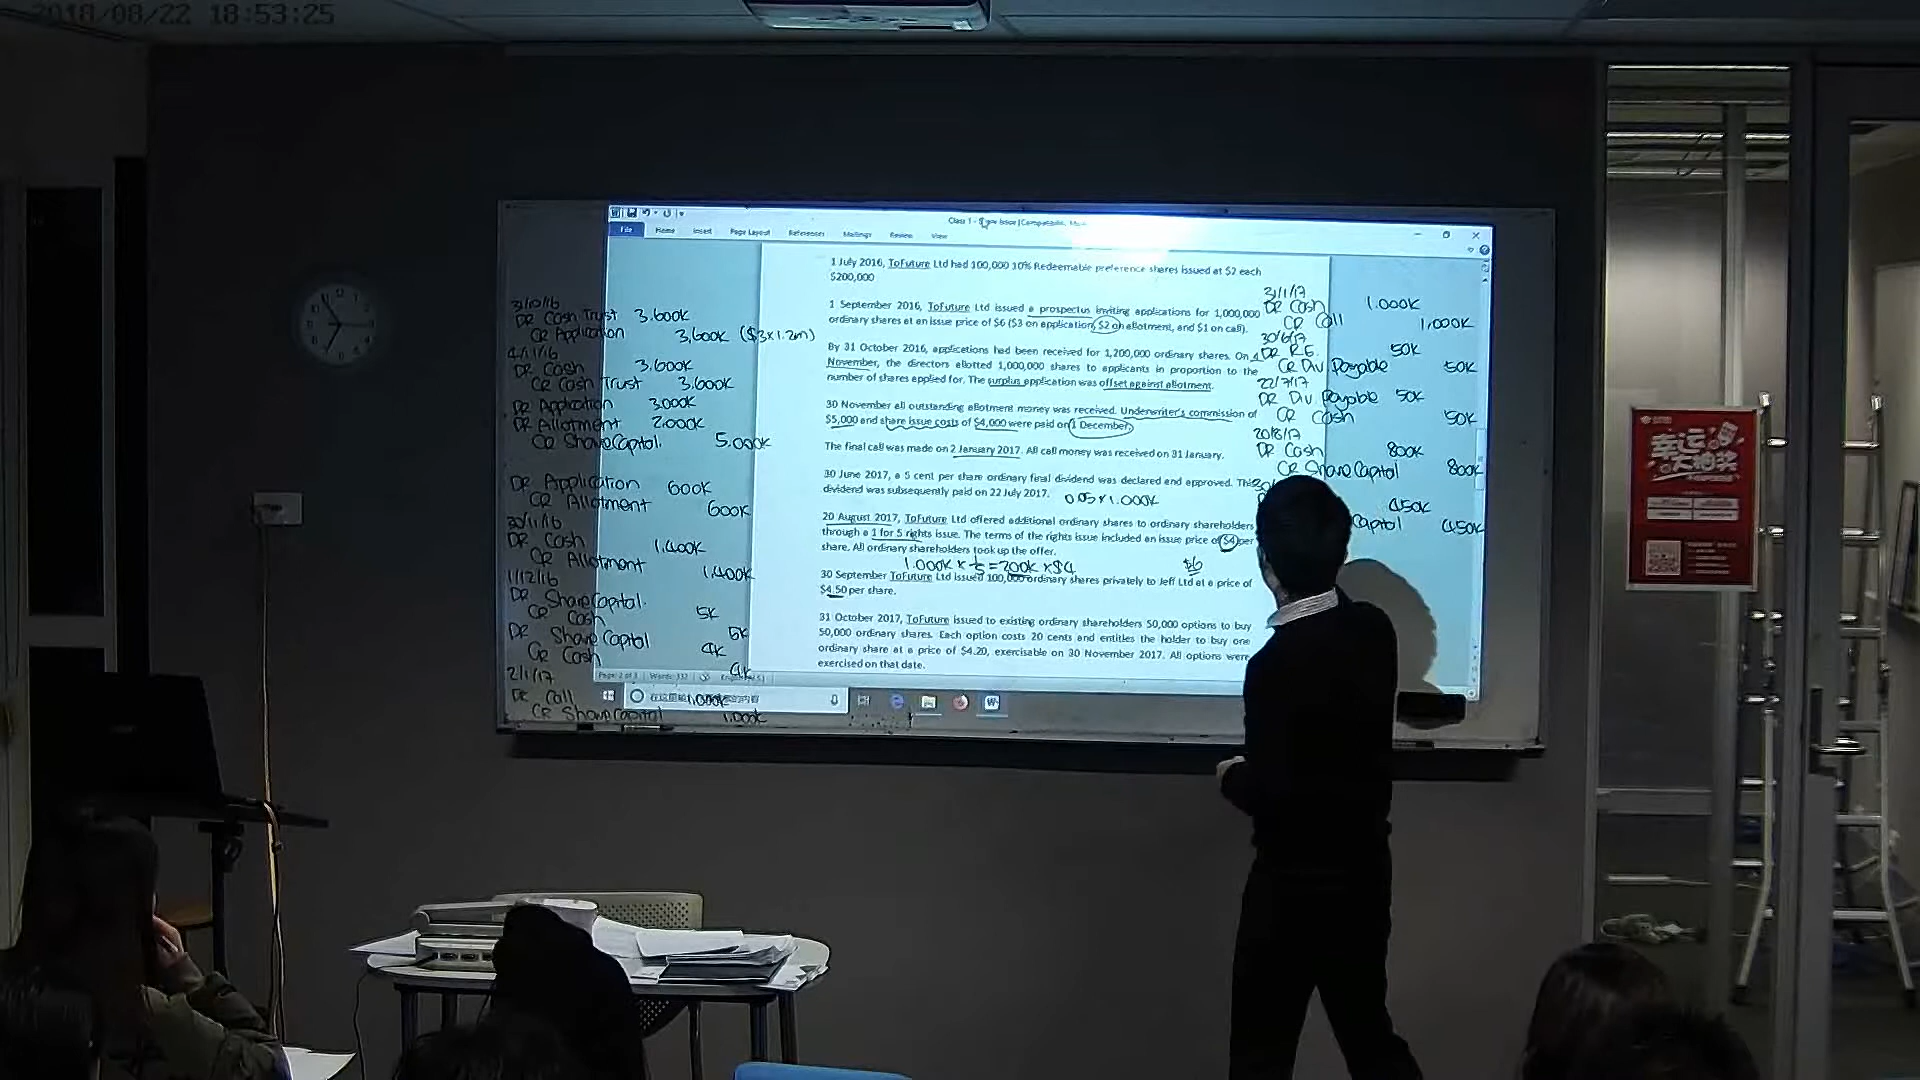 2018/08/22 18:53:25
File Home Insert Page Layout References Mailings Review View
1 July 2016, ToFuture Ltd had 100,000 10% Redeemable preference shares issued at $2 each
$200,000
1 September 2016, ToFuture Ltd issued a prospectus inviting applications for 1,000,000
ordinary shares at an issue price of $6 ($3 on application, $2 on allotment, and $1 on call).
By 31 October 2016, applications had been received for 1,200,000 ordinary shares. On 4
November, the directors allotted 1,000,000 shares to applicants in proportion to the
number of shares applied for. The surplus application was offset against allotment.
30 November all outstanding allotment money was received. Underwriter's commission of
$5,000 and share issue costs of $4,000 were paid on 1 December.
The final call was made on 2 January 2017. All call money was received on 31 January.
30 June 2017, a 5 cent per share ordinary final dividend was declared and approved. This
dividend was subsequently paid on 22 July 2017.
0.05 × 1.000K
20 August 2017, ToFuture Ltd offered additional ordinary shares to ordinary shareholders
through a 1 for 5 rights issue. The terms of the rights issue included an issue price of $4 per
share. All ordinary shareholders took up the offer.
1.000K × 1/5 = 200K × $4
$6
30 September ToFuture Ltd issued 100,000 ordinary shares privately to Jeff Ltd at a price of
$4.50 per share.
31 October 2017, ToFuture issued to existing ordinary shareholders 50,000 options to buy
50,000 ordinary shares. Each option costs 20 cents and entitles the holder to buy one
ordinary share at a price of $4.20, exercisable on 30 November 2017. All options were
exercised on that date.
31/10/16
DR Cash Trust 3.600K
CR Application 3,600K ($3×1.2m)
4/11/16
DR Cash 3.600K
CR Cash Trust 3.600K
DR Application 3.000K
DR Allotment 2.000K
CR Share Capital 5.000K
DR Application 600K
CR Allotment 600K
30/11/16
DR Cash 1.400K
CR Allotment 1.400K
1/12/16
DR Share Capital 5K
CR Cash 5K
DR Share Capital 4K
CR Cash 4K
2/1/17
DR Call 1.000K
CR Share Capital 1.000K
31/1/17
DR Cash 1.000K
CR Call 1,000K
30/6/17
DR R.E. 50K
CR Div Payable 50K
22/7/17
DR Div Payable 50K
CR Cash 50K
20/8/17
DR Cash 800K
CR Share Capital 800K
450K
Capital 450K
幸运
大抽奖